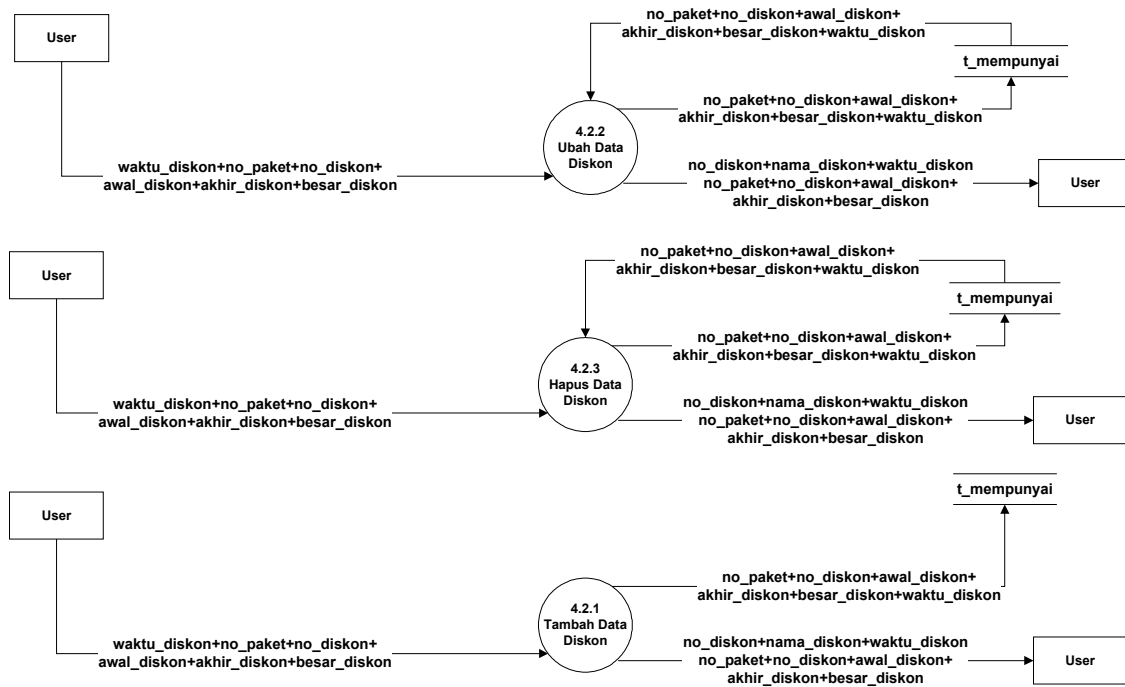 User
no_paket+no_diskon+awal_diskon+
akhir_diskon+besar_diskon+waktu_diskon
t_mempunyai
no_paket+no_diskon+awal_diskon+
akhir_diskon+besar_diskon+waktu_diskon
4.2.2
Ubah Data
Diskon
waktu_diskon+no_paket+no_diskon+
awal_diskon+akhir_diskon+besar_diskon
no_diskon+nama_diskon+waktu_diskon
no_paket+no_diskon+awal_diskon+
akhir_diskon+besar_diskon
User
User
no_paket+no_diskon+awal_diskon+
akhir_diskon+besar_diskon+waktu_diskon
t_mempunyai
no_paket+no_diskon+awal_diskon+
akhir_diskon+besar_diskon+waktu_diskon
4.2.3
Hapus Data
Diskon
waktu_diskon+no_paket+no_diskon+
awal_diskon+akhir_diskon+besar_diskon
no_diskon+nama_diskon+waktu_diskon
no_paket+no_diskon+awal_diskon+
akhir_diskon+besar_diskon
User
User
t_mempunyai
no_paket+no_diskon+awal_diskon+
akhir_diskon+besar_diskon+waktu_diskon
4.2.1
Tambah Data
Diskon
waktu_diskon+no_paket+no_diskon+
awal_diskon+akhir_diskon+besar_diskon
no_diskon+nama_diskon+waktu_diskon
no_paket+no_diskon+awal_diskon+
akhir_diskon+besar_diskon
User